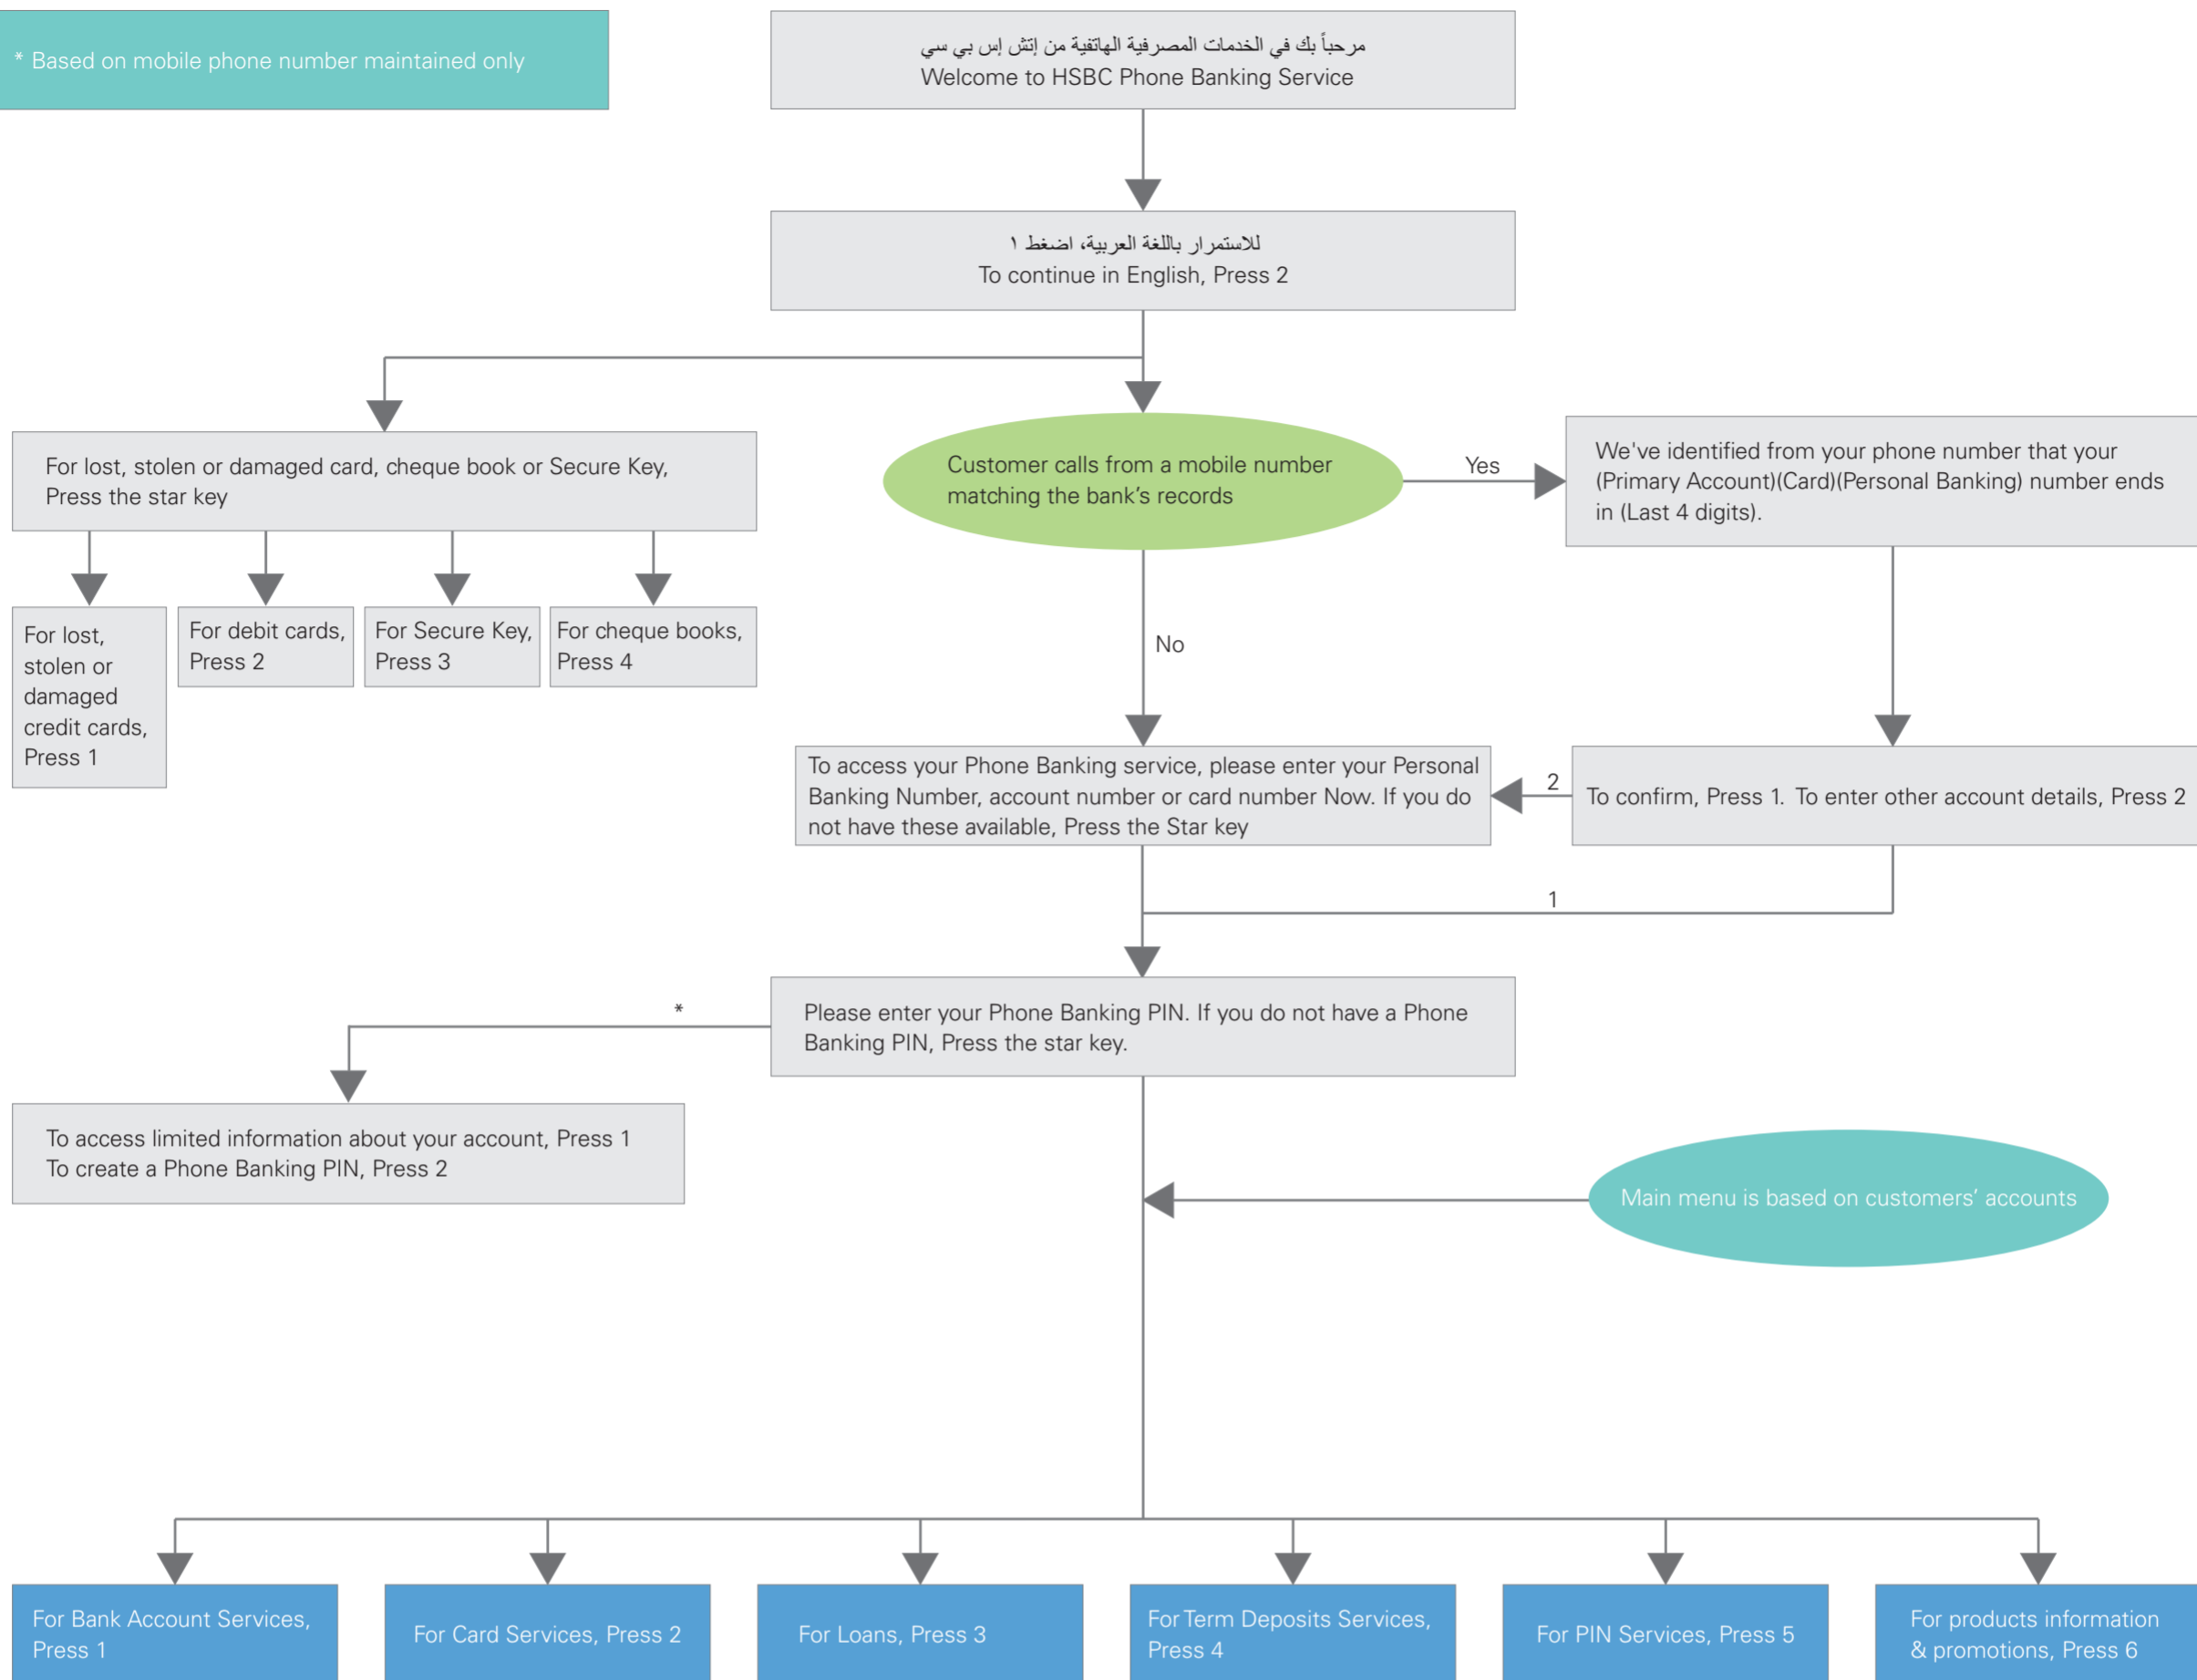 * Based on mobile phone number maintained only
مرحباً بك في الخدمات المصرفية الهاتفية من إتش إس بي سي
Welcome to HSBC Phone Banking Service
للاستمرار باللغة العربية، اضغط ١
To continue in English, Press 2
For lost, stolen or damaged card, cheque book or Secure Key,
Press the star key
Customer calls from a mobile number
matching the bank’s records
Yes
We've identified from your phone number that your
(Primary Account)(Card)(Personal Banking) number ends
in (Last 4 digits).
For lost,
stolen or
damaged
credit cards,
Press 1
For debit cards,
Press 2
For Secure Key,
Press 3
For cheque books,
Press 4
No
To access your Phone Banking service, please enter your Personal
Banking Number, account number or card number Now. If you do
not have these available, Press the Star key
2
To confirm, Press 1. To enter other account details, Press 2
1
*
Please enter your Phone Banking PIN. If you do not have a Phone
Banking PIN, Press the star key.
To access limited information about your account, Press 1
To create a Phone Banking PIN, Press 2
Main menu is based on customers’ accounts
For Bank Account Services,
Press 1
For Card Services, Press 2
For Loans, Press 3
For Term Deposits Services,
Press 4
For PIN Services, Press 5
For products information
& promotions, Press 6